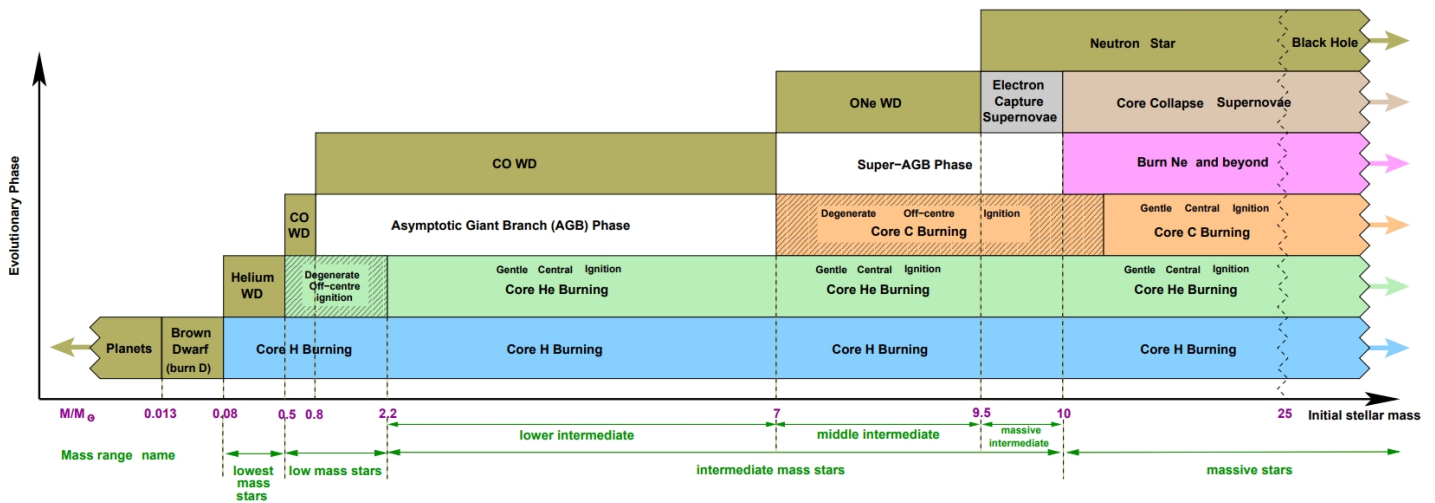 Neutron Star
Black Hole
ONe WD
Electron
Capture
Supernovae
Core Collapse Supernovae
CO WD
Super−AGB Phase
Burn Ne and beyond
CO
WD
Asymptotic Giant Branch (AGB) Phase
Degenerate Off−centre Ignition
Core C Burning
Gentle Central Ignition
Core C Burning
Helium
WD
Degenerate
Off−centre
ignition
Gentle Central Ignition
Core He Burning
Gentle Central Ignition
Core He Burning
Gentle Central Ignition
Core He Burning
Planets
Brown
Dwarf
(burn D)
Core H Burning
Core H Burning
Core H Burning
Core H Burning
Evolutionary Phase
M/M⊙ 0.013 0.08 0.5 0.8 2.2 7 9.5 10 25 Initial stellar mass
lower intermediate
middle intermediate
massive
intermediate
Mass range name
lowest
mass
stars
low mass stars
intermediate mass stars
massive stars